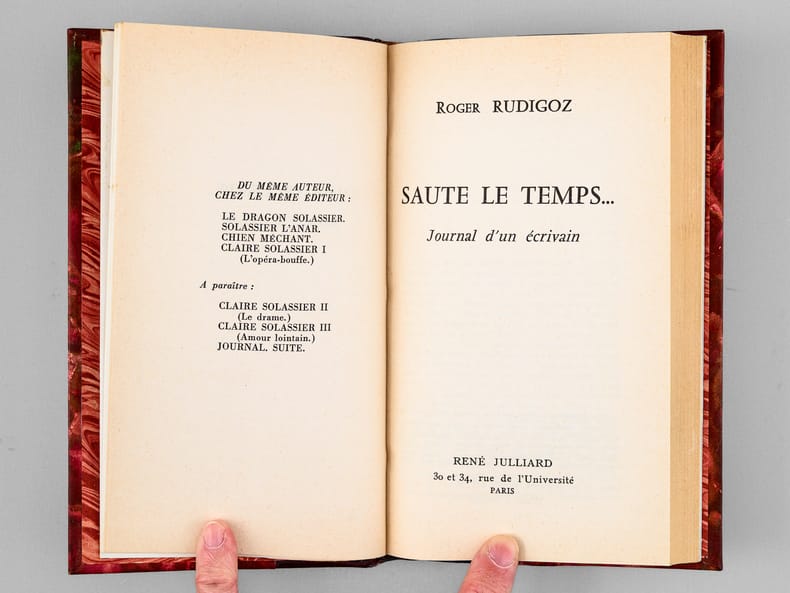 DU MÊME AUTEUR,
CHEZ LE MÊME ÉDITEUR :
LE DRAGON SOLASSIER.
SOLASSIER L'ANAR.
CHIEN MÉCHANT.
CLAIRE SOLASSIER I
(L'opéra-bouffe.)
A paraître :
CLAIRE SOLASSIER II
(Le drame.)
CLAIRE SOLASSIER III
(Amour lointain.)
JOURNAL. SUITE.
ROGER RUDIGOZ
SAUTE LE TEMPS...
Journal d'un écrivain
RENÉ JULLIARD
30 et 34, rue de l'Université
PARIS